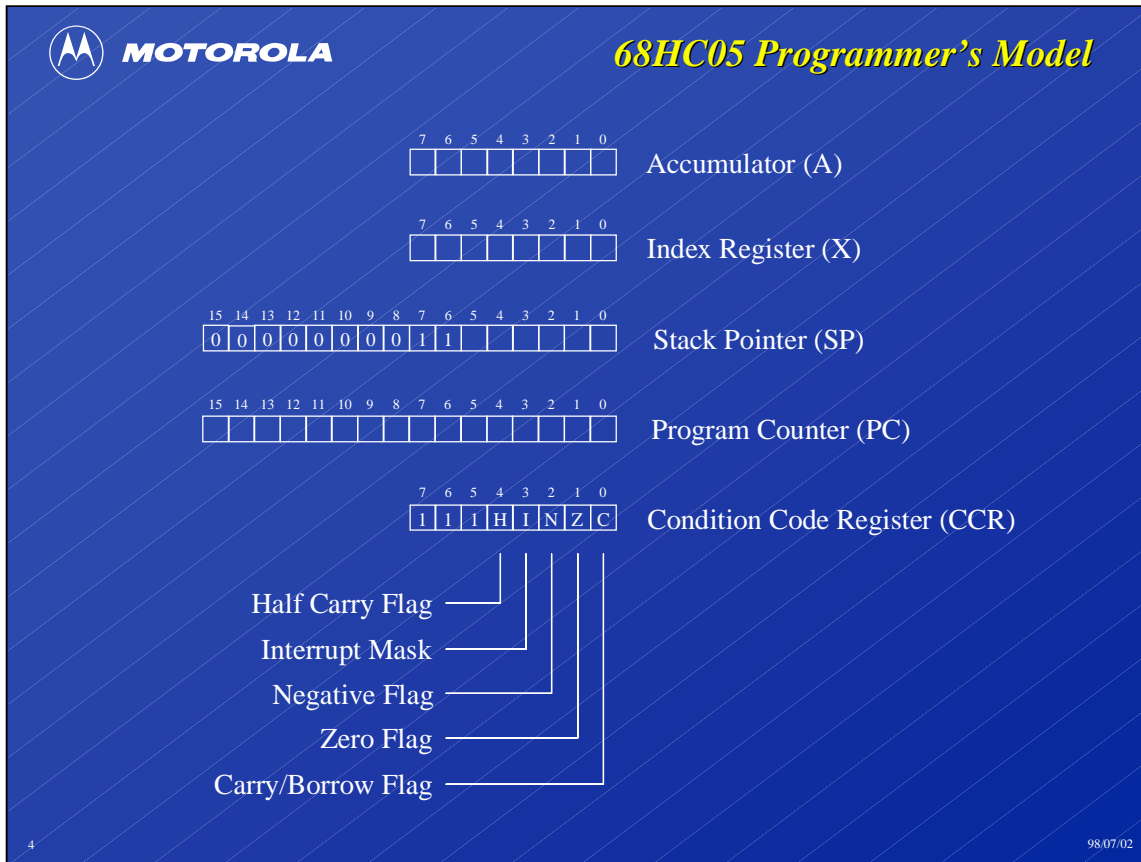 MOTOROLA
68HC05 Programmer's Model
7 6 5 4 3 2 1 0
Accumulator (A)
7 6 5 4 3 2 1 0
Index Register (X)
15 14 13 12 11 10 9 8 7 6 5 4 3 2 1 0
0 0 0 0 0 0 0 0 1 1
Stack Pointer (SP)
15 14 13 12 11 10 9 8 7 6 5 4 3 2 1 0
Program Counter (PC)
7 6 5 4 3 2 1 0
1 1 1 H I N Z C
Condition Code Register (CCR)
Half Carry Flag
Interrupt Mask
Negative Flag
Zero Flag
Carry/Borrow Flag
4
98/07/02